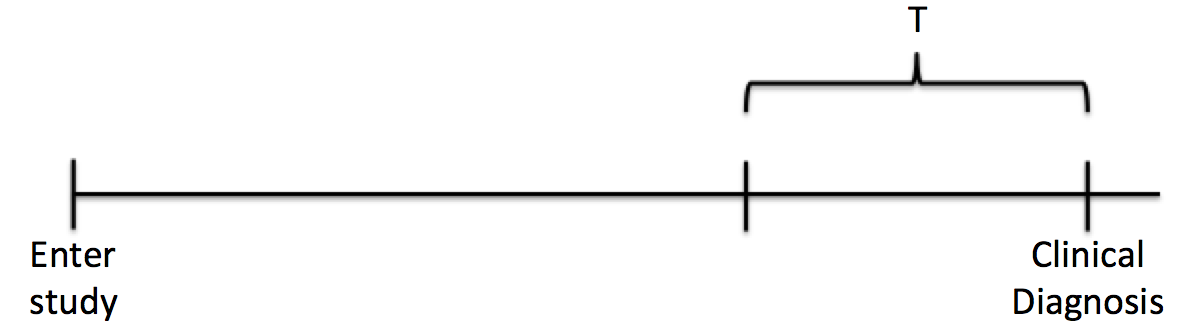 T
Enter
study
Clinical
Diagnosis